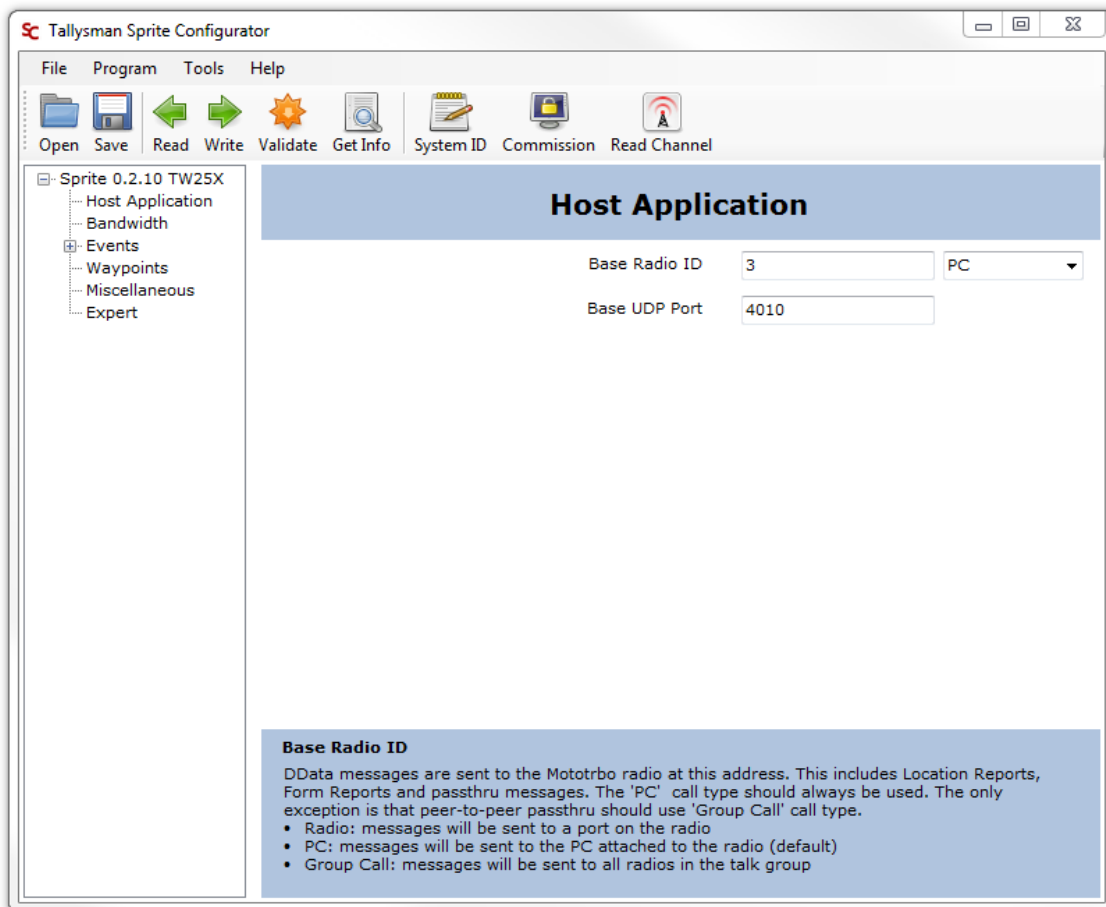 SC Tallysman Sprite Configurator
File Program Tools Help
Open Save Read Write Validate Get Info System ID Commission Read Channel
Sprite 0.2.10 TW25X
Host Application
Bandwidth
Events
Waypoints
Miscellaneous
Expert
Host Application
Base Radio ID 3 PC
Base UDP Port 4010
Base Radio ID
DData messages are sent to the Mototrbo radio at this address. This includes Location Reports,
Form Reports and passthru messages. The 'PC' call type should always be used. The only
exception is that peer-to-peer passthru should use 'Group Call' call type.
• Radio: messages will be sent to a port on the radio
• PC: messages will be sent to the PC attached to the radio (default)
• Group Call: messages will be sent to all radios in the talk group